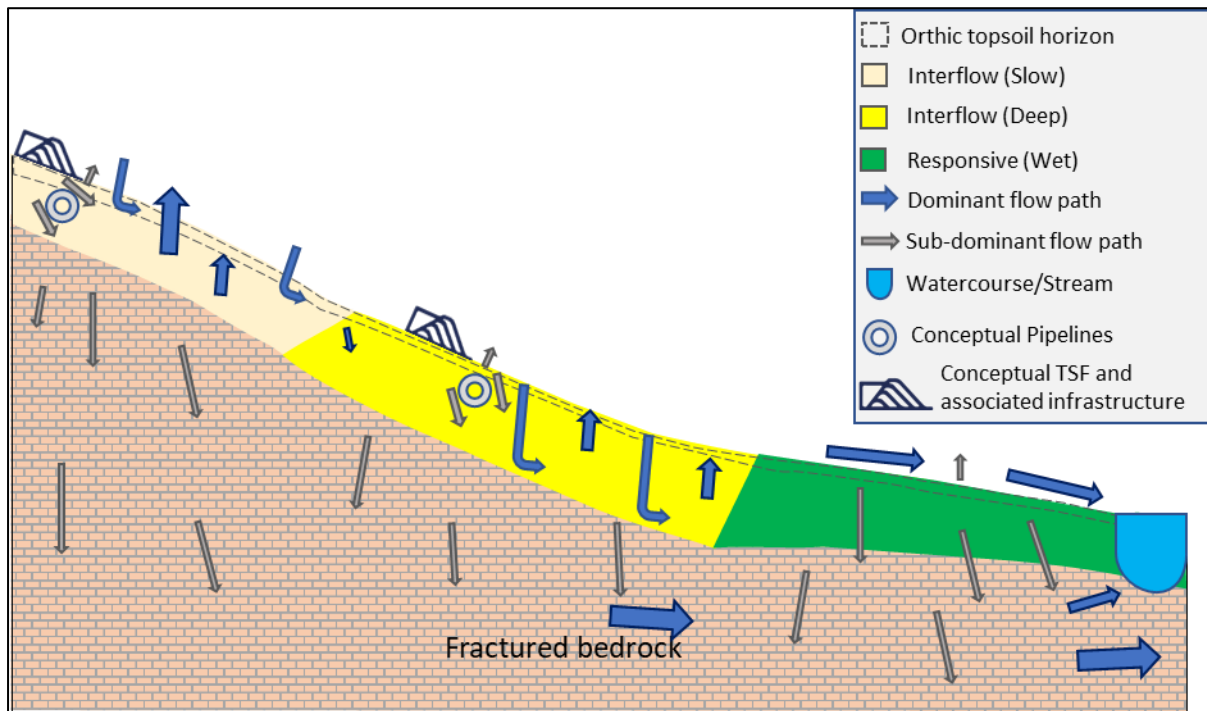 Orthic topsoil horizon
Interflow (Slow)
Interflow (Deep)
Responsive (Wet)
Dominant flow path
Sub-dominant flow path
Watercourse/Stream
Conceptual Pipelines
Conceptual TSF and
associated infrastructure
Fractured bedrock